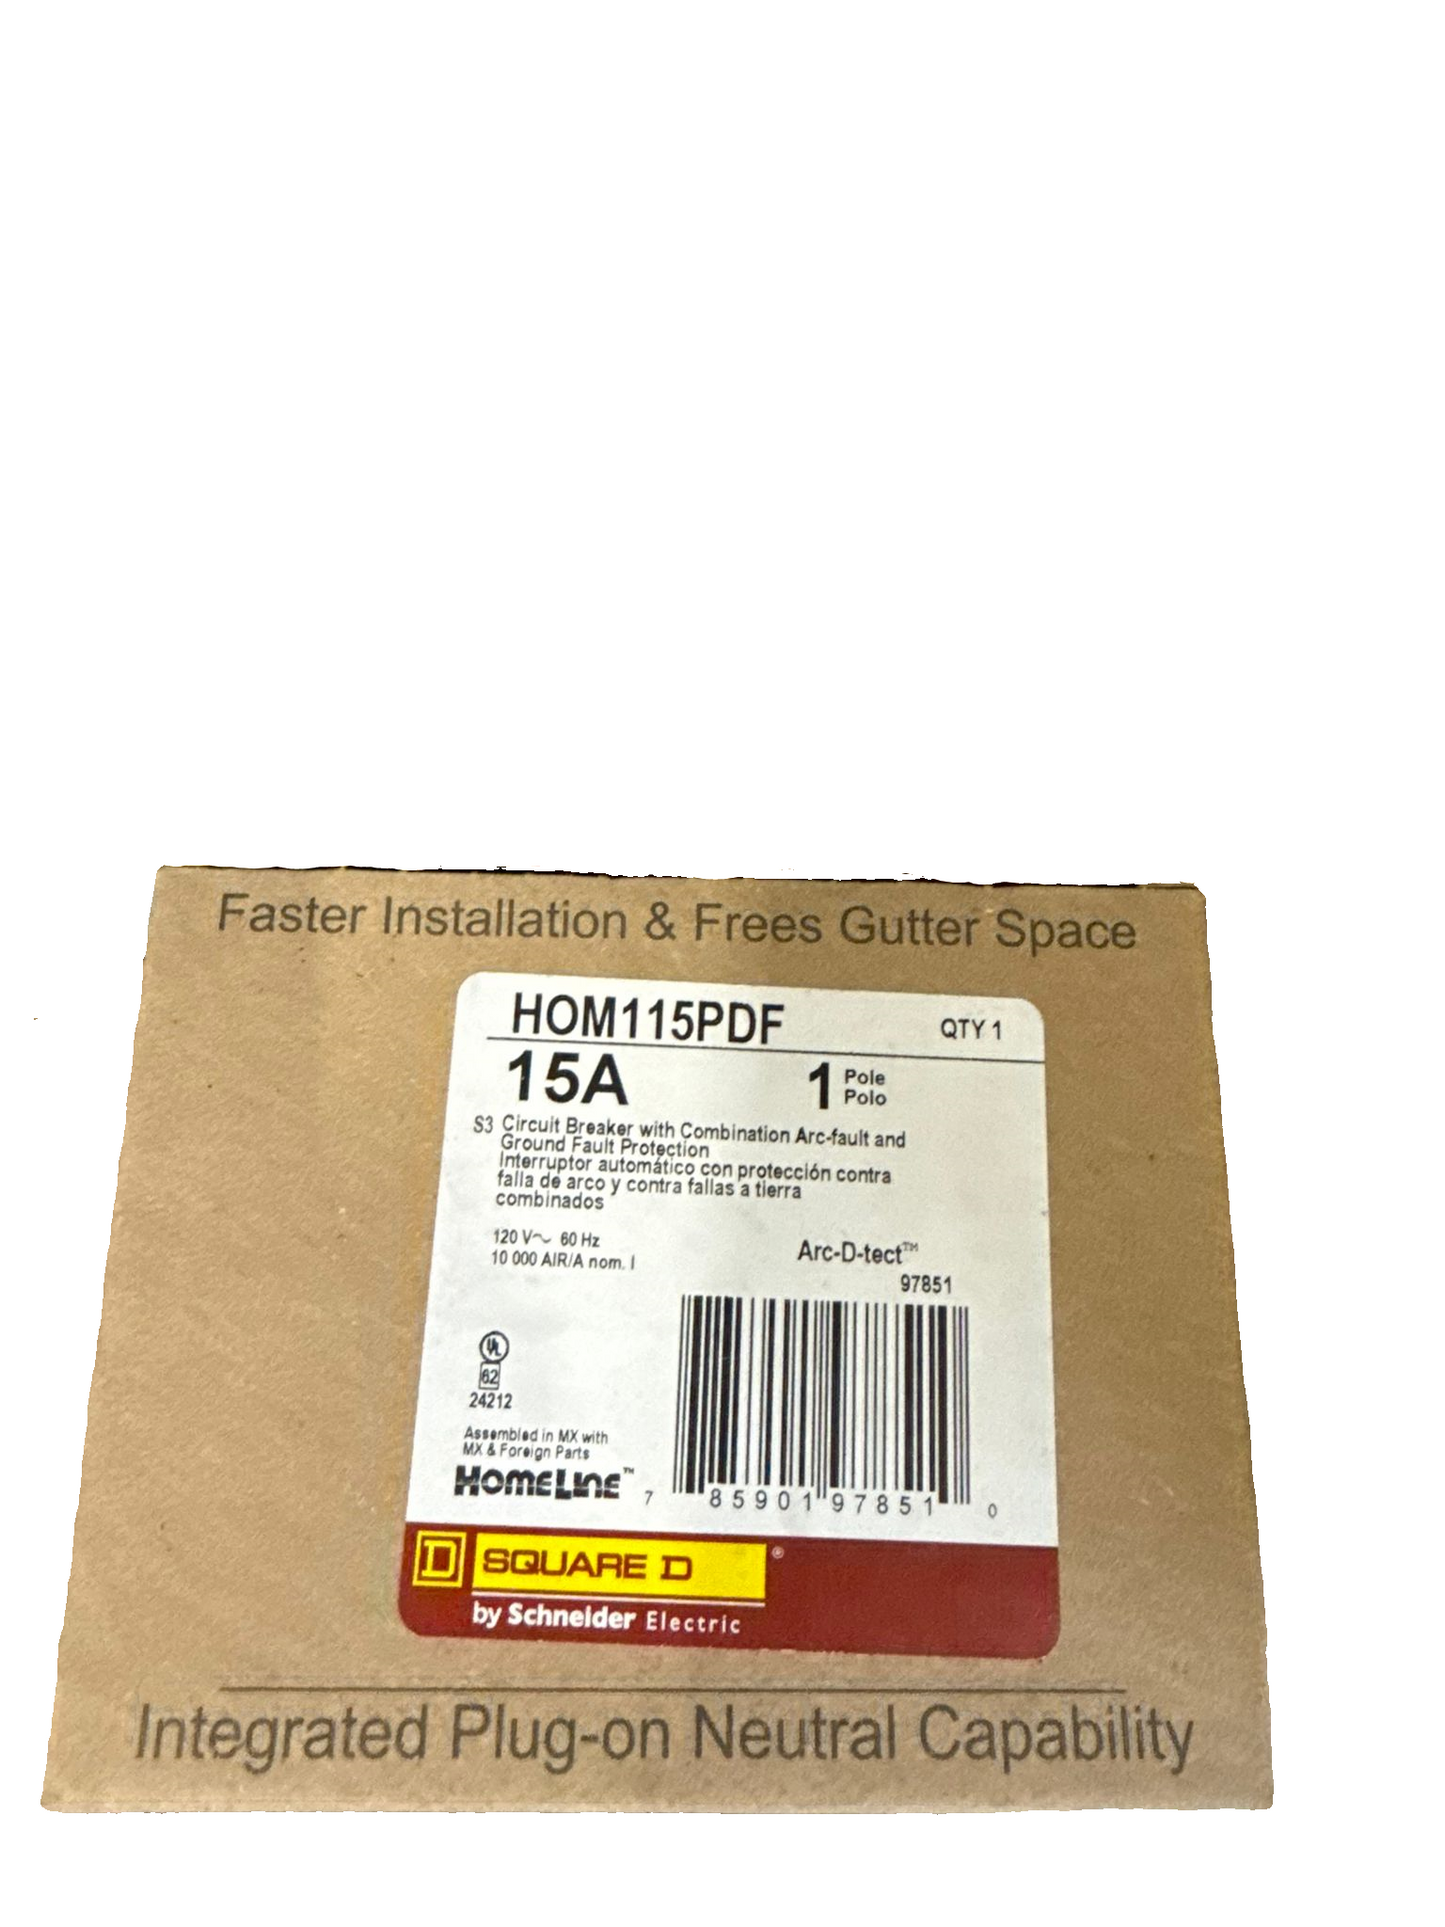 Faster Installation & Frees Gutter Space
HOM115PDF QTY 1
15A 1 Pole
Polo
S3 Circuit Breaker with Combination Arc-fault and
Ground Fault Protection
Interruptor automático con protección contra
falla de arco y contra fallas a tierra
combinados
120 V~ 60 Hz
10 000 AIR/A nom. I
Arc-D-tect™
97851
UL
62
24212
Assembled in MX with
MX & Foreign Parts
HOMELINE™
7 85901 97851 0
D SQUARE D®
by Schneider Electric
Integrated Plug-on Neutral Capability